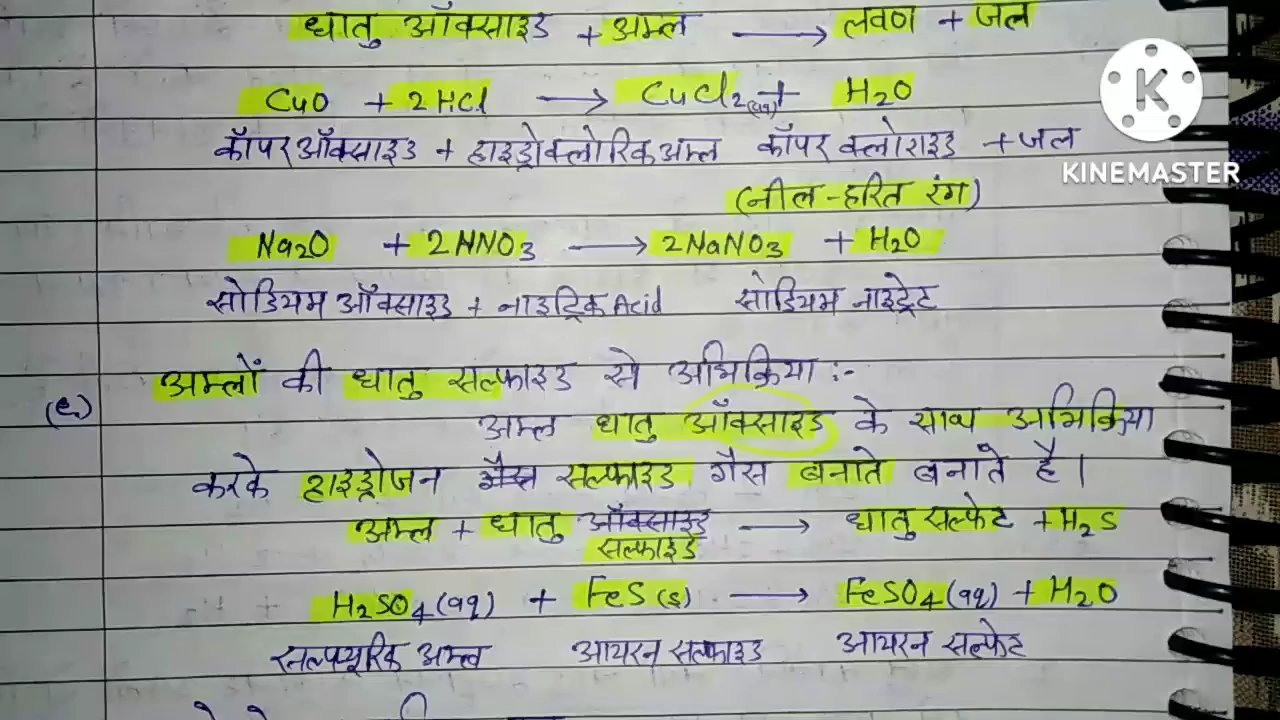 धातु ऑक्साइड + अम्ल ⟶ लवण + जल
CuO + 2HCl ⟶ CuCl2(aq) + H2O
कॉपर ऑक्साइड + हाइड्रोक्लोरिक अम्ल कॉपर क्लोराइड + जल
(नील-हरित रंग)
Na2O + 2HNO3 ⟶ 2NaNO3 + H2O
सोडियम ऑक्साइड + नाइट्रिक Acid सोडियम नाइट्रेट
अम्लों की धातु सल्फाइड से अभिक्रिया :-
(e.)
अम्ल धातु ऑक्साइड के साथ अभिक्रिया
करके हाइड्रोजन गैस सल्फाइड गैस बनाते बनाते है।
अम्ल + धातु ऑक्साइड ⟶ धातु सल्फेट + H2S
सल्फाइड
H2SO4(aq) + FeS(s) ⟶ FeSO4(aq) + H2O
सल्फ्यूरिक अम्ल आयरन सल्फाइड आयरन सल्फेट
K
KINEMASTER